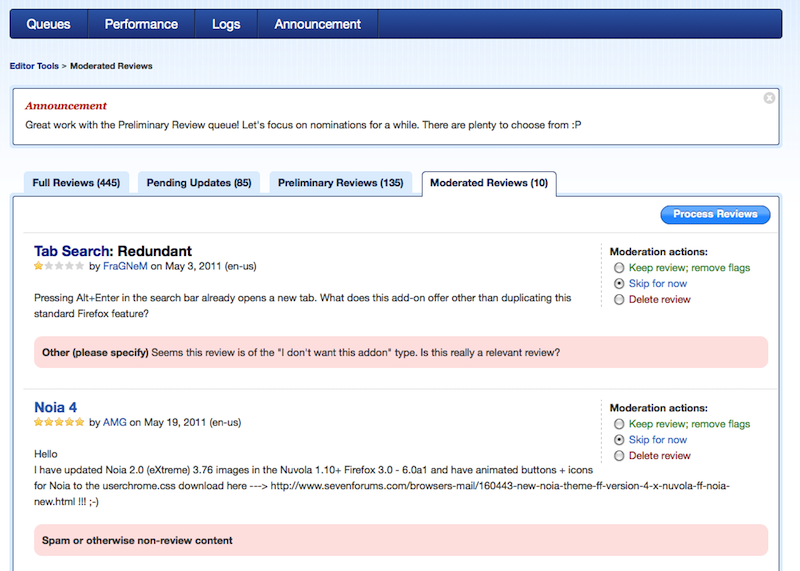 Queues Performance Logs Announcement
Editor Tools > Moderated Reviews
Announcement
Great work with the Preliminary Review queue! Let's focus on nominations for a while. There are plenty to choose from :P
Full Reviews (445) Pending Updates (85) Preliminary Reviews (135) Moderated Reviews (10)
Process Reviews
Tab Search: Redundant
by FraGNeM on May 3, 2011 (en-us)
Pressing Alt+Enter in the search bar already opens a new tab. What does this add-on offer other than duplicating this
standard Firefox feature?
Moderation actions:
Keep review; remove flags
Skip for now
Delete review
Other (please specify) Seems this review is of the "I don't want this addon" type. Is this really a relevant review?
Noia 4
by AMG on May 19, 2011 (en-us)
Hello
I have updated Noia 2.0 (eXtreme) 3.76 images in the Nuvola 1.10+ Firefox 3.0 - 6.0a1 and have animated buttons + icons
for Noia to the userchrome.css download here ---> http://www.sevenforums.com/browsers-mail/160443-new-noia-theme-ff-version-4-x-nuvola-ff-noia-
new.html !!! ;-)
Moderation actions:
Keep review; remove flags
Skip for now
Delete review
Spam or otherwise non-review content